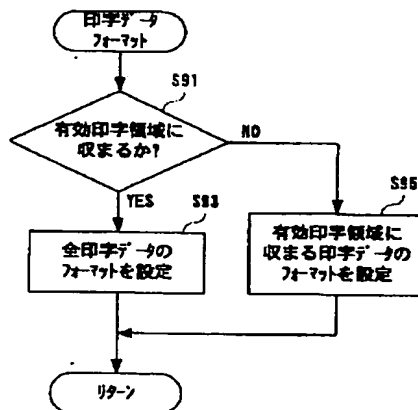 印字データ
フォーマット
S91
有効印字領域に
収まるか?
NO
YES
S93
全印字データの
フォーマットを設定
S95
有効印字領域に
収まる印字データの
フォーマットを設定
リターン